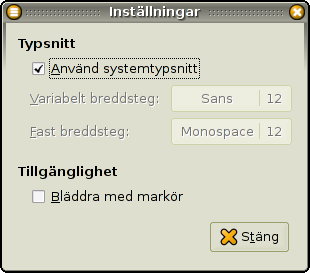 Inställningar
Typsnitt
Använd systemtypsnitt
Variabelt breddsteg: Sans 12
Fast breddsteg: Monospace 12
Tillgänglighet
Bläddra med markör
Stäng